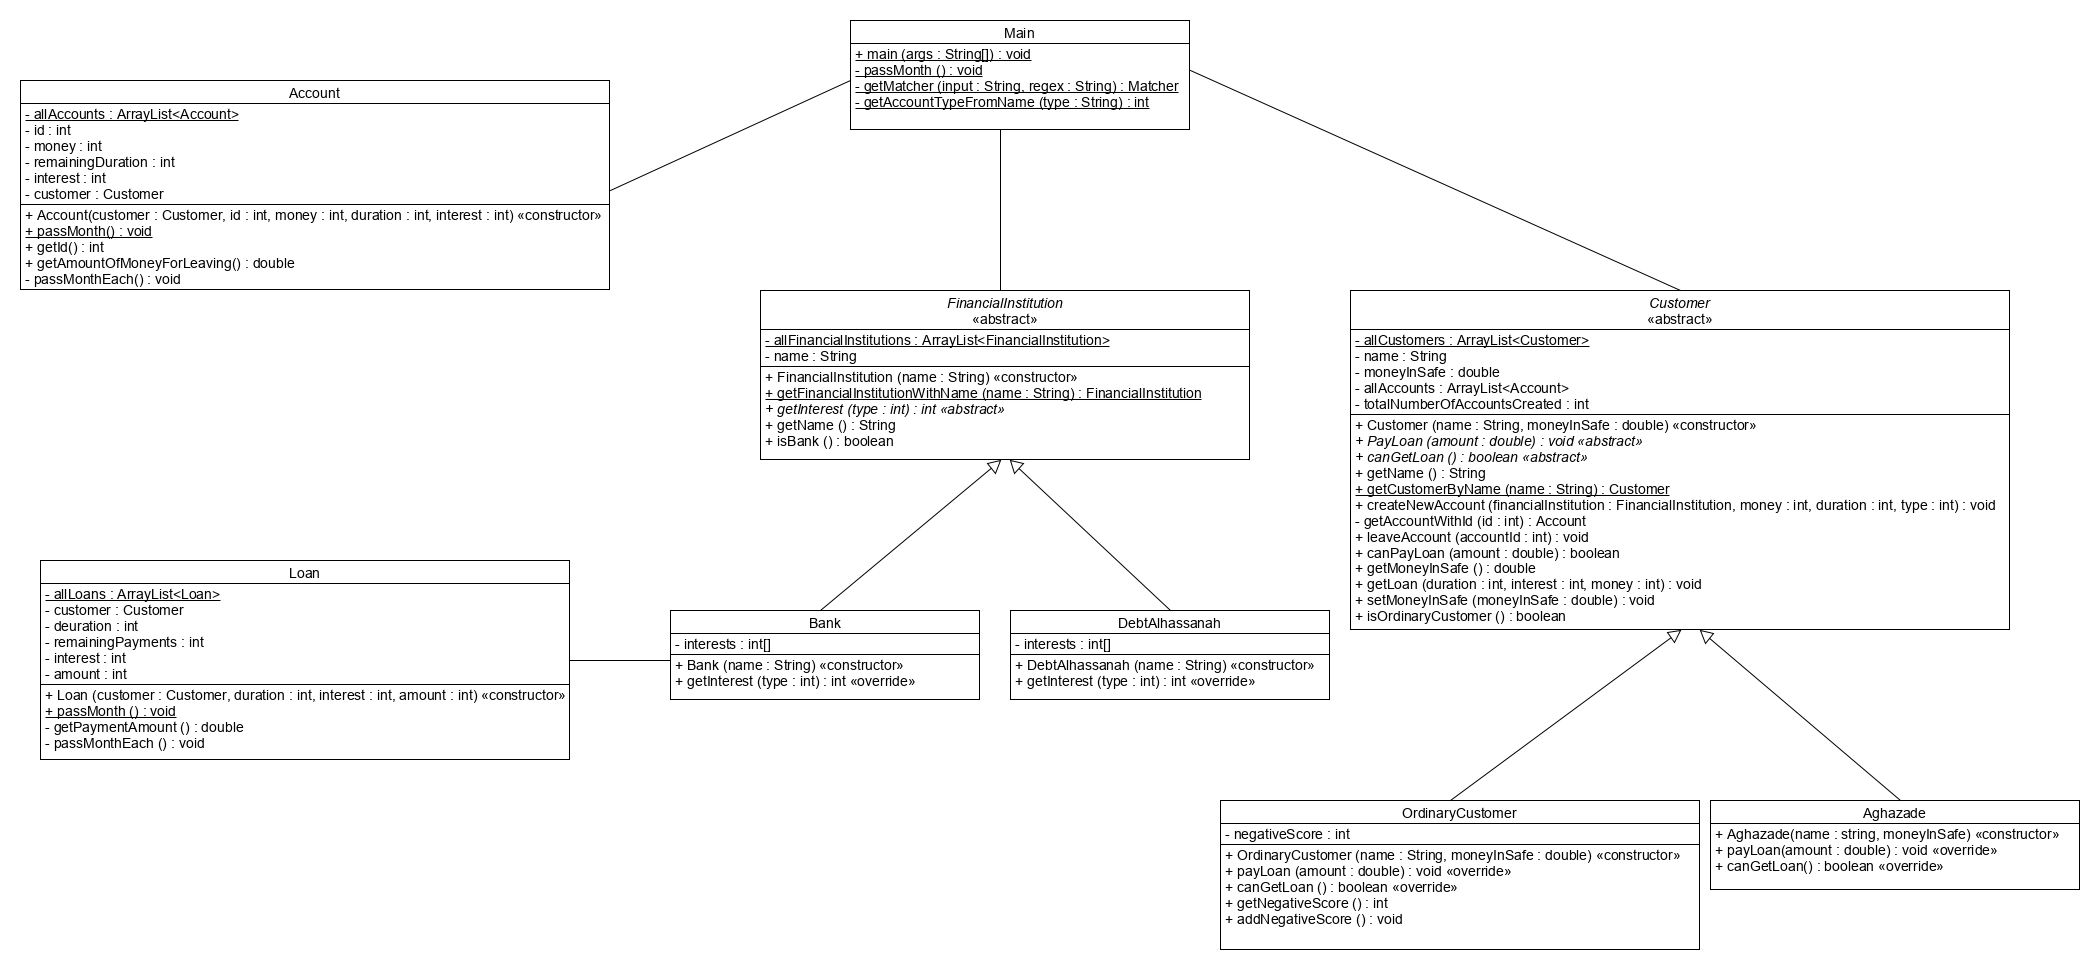 Main
+ main (args : String[]) : void
- passMonth () : void
- getMatcher (input : String, regex : String) : Matcher
- getAccountTypeFromName (type : String) : int
Account
- allAccounts : ArrayList<Account>
- id : int
- money : int
- remainingDuration : int
- interest : int
- customer : Customer
+ Account(customer : Customer, id : int, money : int, duration : int, interest : int) «constructor»
+ passMonth() : void
+ getId() : int
+ getAmountOfMoneyForLeaving() : double
- passMonthEach() : void
FinancialInstitution
«abstract»
- allFinancialInstitutions : ArrayList<FinancialInstitution>
- name : String
+ FinancialInstitution (name : String) «constructor»
+ getFinancialInstitutionWithName (name : String) : FinancialInstitution
+ getInterest (type : int) : int «abstract»
+ getName () : String
+ isBank () : boolean
Customer
«abstract»
- allCustomers : ArrayList<Customer>
- name : String
- moneyInSafe : double
- allAccounts : ArrayList<Account>
- totalNumberOfAccountsCreated : int
+ Customer (name : String, moneyInSafe : double) «constructor»
+ PayLoan (amount : double) : void «abstract»
+ canGetLoan () : boolean «abstract»
+ getName () : String
+ getCustomerByName (name : String) : Customer
+ createNewAccount (financialInstitution : FinancialInstitution, money : int, duration : int, type : int) : void
- getAccountWithId (id : int) : Account
+ leaveAccount (accountId : int) : void
+ canPayLoan (amount : double) : boolean
+ getMoneyInSafe () : double
+ getLoan (duration : int, interest : int, money : int) : void
+ setMoneyInSafe (moneyInSafe : double) : void
+ isOrdinaryCustomer () : boolean
Loan
- allLoans : ArrayList<Loan>
- customer : Customer
- deuration : int
- remainingPayments : int
- interest : int
- amount : int
+ Loan (customer : Customer, duration : int, interest : int, amount : int) «constructor»
+ passMonth () : void
- getPaymentAmount () : double
- passMonthEach () : void
Bank
- interests : int[]
+ Bank (name : String) «constructor»
+ getInterest (type : int) : int «override»
DebtAlhassanah
- interests : int[]
+ DebtAlhassanah (name : String) «constructor»
+ getInterest (type : int) : int «override»
OrdinaryCustomer
- negativeScore : int
+ OrdinaryCustomer (name : String, moneyInSafe : double) «constructor»
+ payLoan (amount : double) : void «override»
+ canGetLoan () : boolean «override»
+ getNegativeScore () : int
+ addNegativeScore () : void
Aghazade
+ Aghazade(name : string, moneyInSafe) «constructor»
+ payLoan(amount : double) : void «override»
+ canGetLoan() : boolean «override»